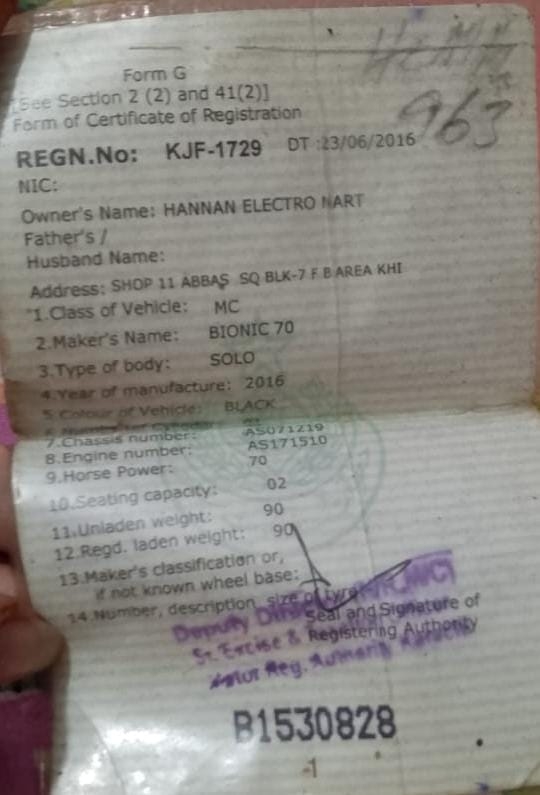 Form G
[See Section 2 (2) and 41(2)]
Form of Certificate of Registration
963
REGN.No: KJF-1729 DT :23/06/2016
NIC:
Owner's Name: HANNAN ELECTRO MART
Father's /
Husband Name:
Address: SHOP 11 ABBAS SQ BLK-7 F B AREA KHI
1.Class of Vehicle: MC
2.Maker's Name: BIONIC 70
3.Type of body: SOLO
4.Year of manufacture: 2016
5.Colour of Vehicle: BLACK
7.Chassis number: AS071219
8.Engine number: AS171510
9.Horse Power: 70
10.Seating capacity: 02
11.Unladen weight: 90
12.Regd. laden weight: 90
13.Maker's classification or,
if not known wheel base:
14.Number, description, size of tyre
Deputy
Seal and Signature of
Excise & Registering Authority
Reg.
B1530828
1